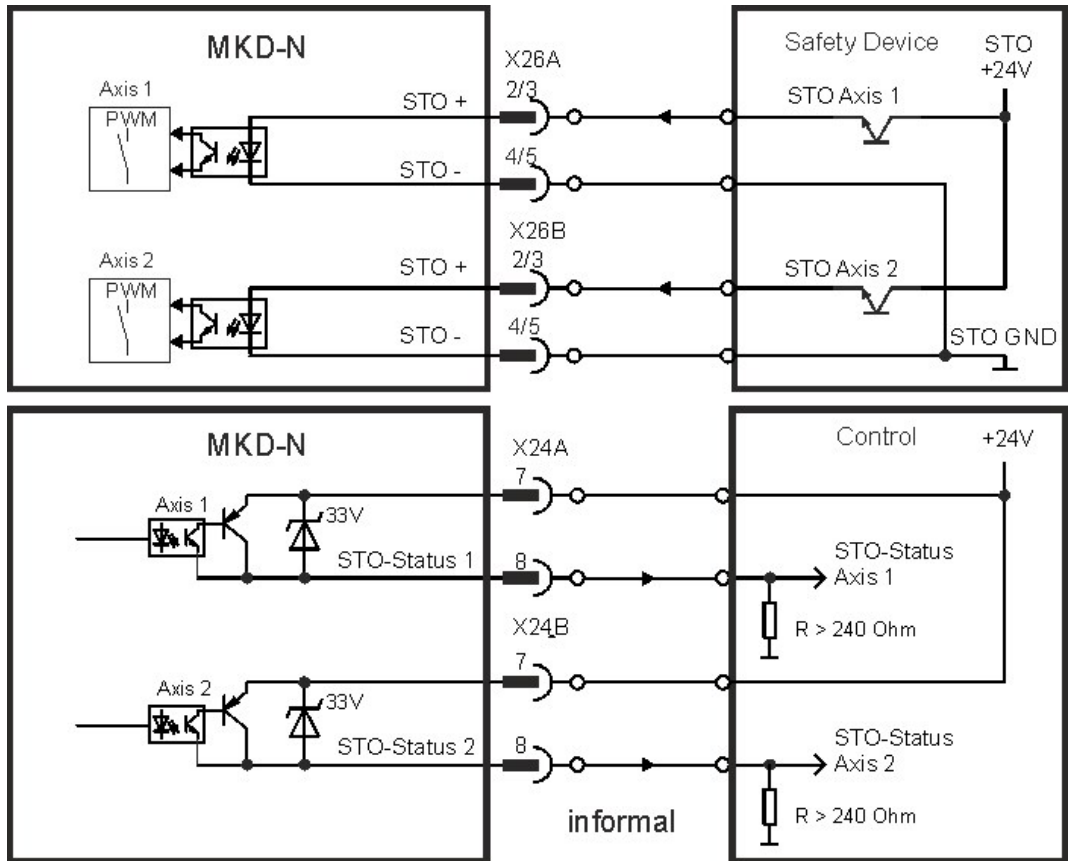 MKD-N
Axis 1
PWM
STO +
STO -
X26A
2/3
4/5
Safety Device
STO
+24V
STO Axis 1
Axis 2
PWM
STO +
STO -
X26B
2/3
4/5
STO Axis 2
STO GND
MKD-N
Axis 1
33V
STO-Status 1
X24A
7
8
Control
+24V
STO-Status
Axis 1
R > 240 Ohm
Axis 2
33V
STO-Status 2
X24B
7
8
STO-Status
Axis 2
R > 240 Ohm
informal